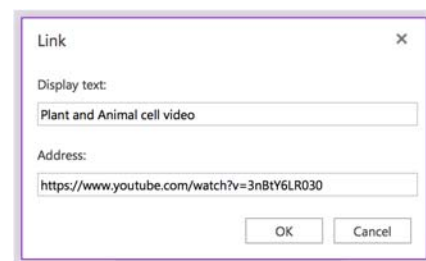 Link
Display text:
Plant and Animal cell video
Address:
https://www.youtube.com/watch?v=3nBtY6LR030
OK Cancel